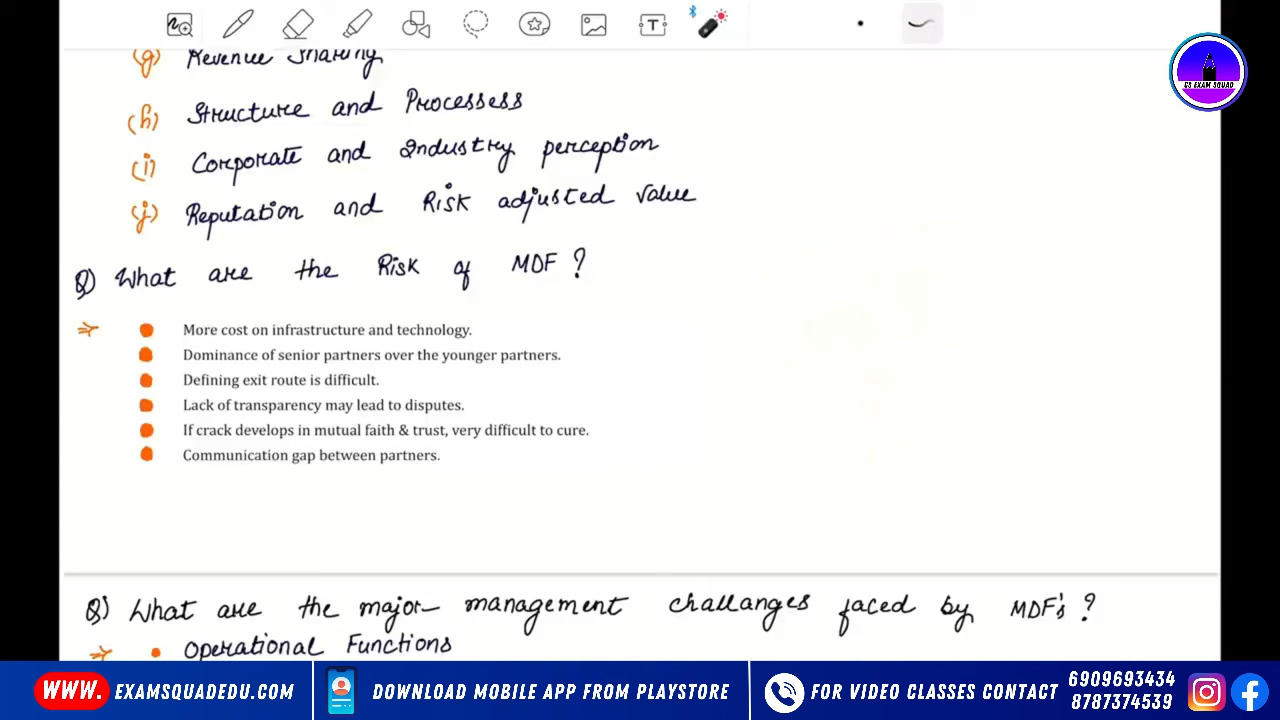 CS EXAM SQUAD
(g) Revenue Sharing
(h) Structure and Processess
(i) Corporate and Industry perception
(j) Reputation and Risk adjusted value
Q) What are the Risk of MDF ?
More cost on infrastructure and technology.
Dominance of senior partners over the younger partners.
Defining exit route is difficult.
Lack of transparency may lead to disputes.
If crack develops in mutual faith & trust, very difficult to cure.
Communication gap between partners.
Q) What are the major management challanges faced by MDF's ?
Operational Functions
WWW. EXAMSQUADEDU.COM
DOWNLOAD MOBILE APP FROM PLAYSTORE
FOR VIDEO CLASSES CONTACT
6909693434
8787374539